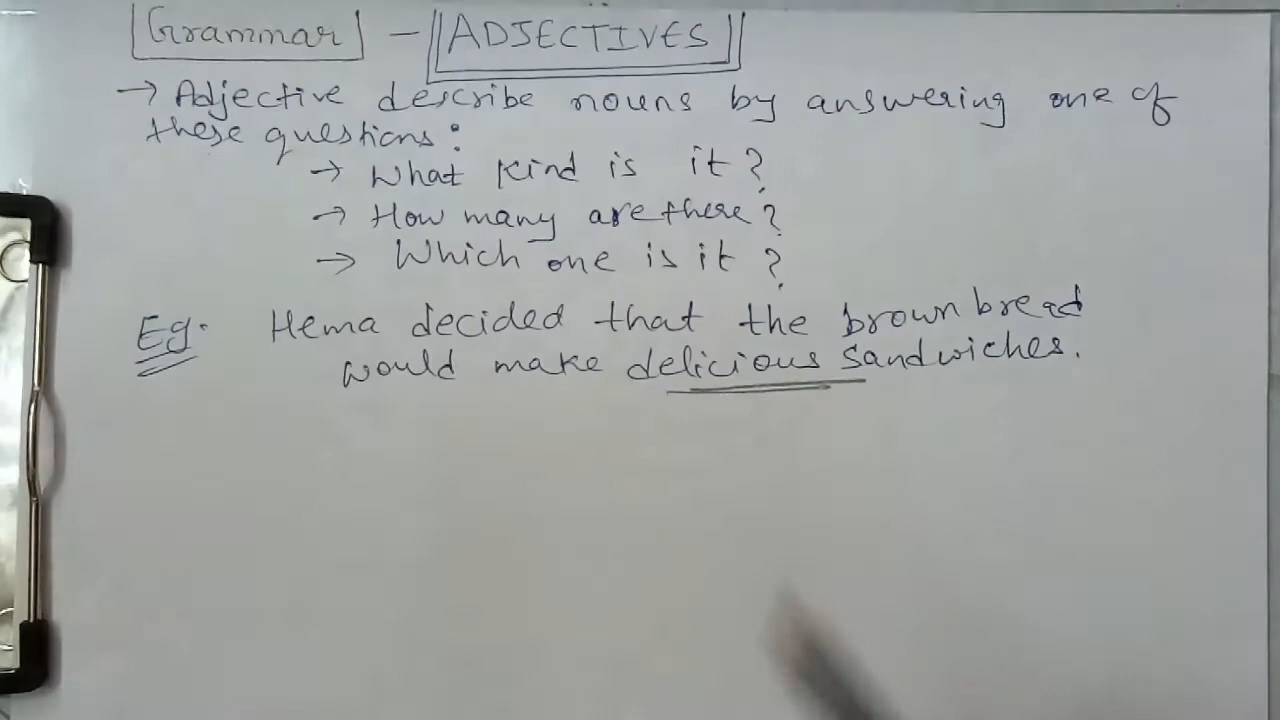 Grammar - ADJECTIVES
→ Adjective describe nouns by answering one of
these questions:
→ What kind is it?
→ How many are there?
→ Which one is it?
Eg. Hema decided that the brown bread
would make delicious sandwiches.